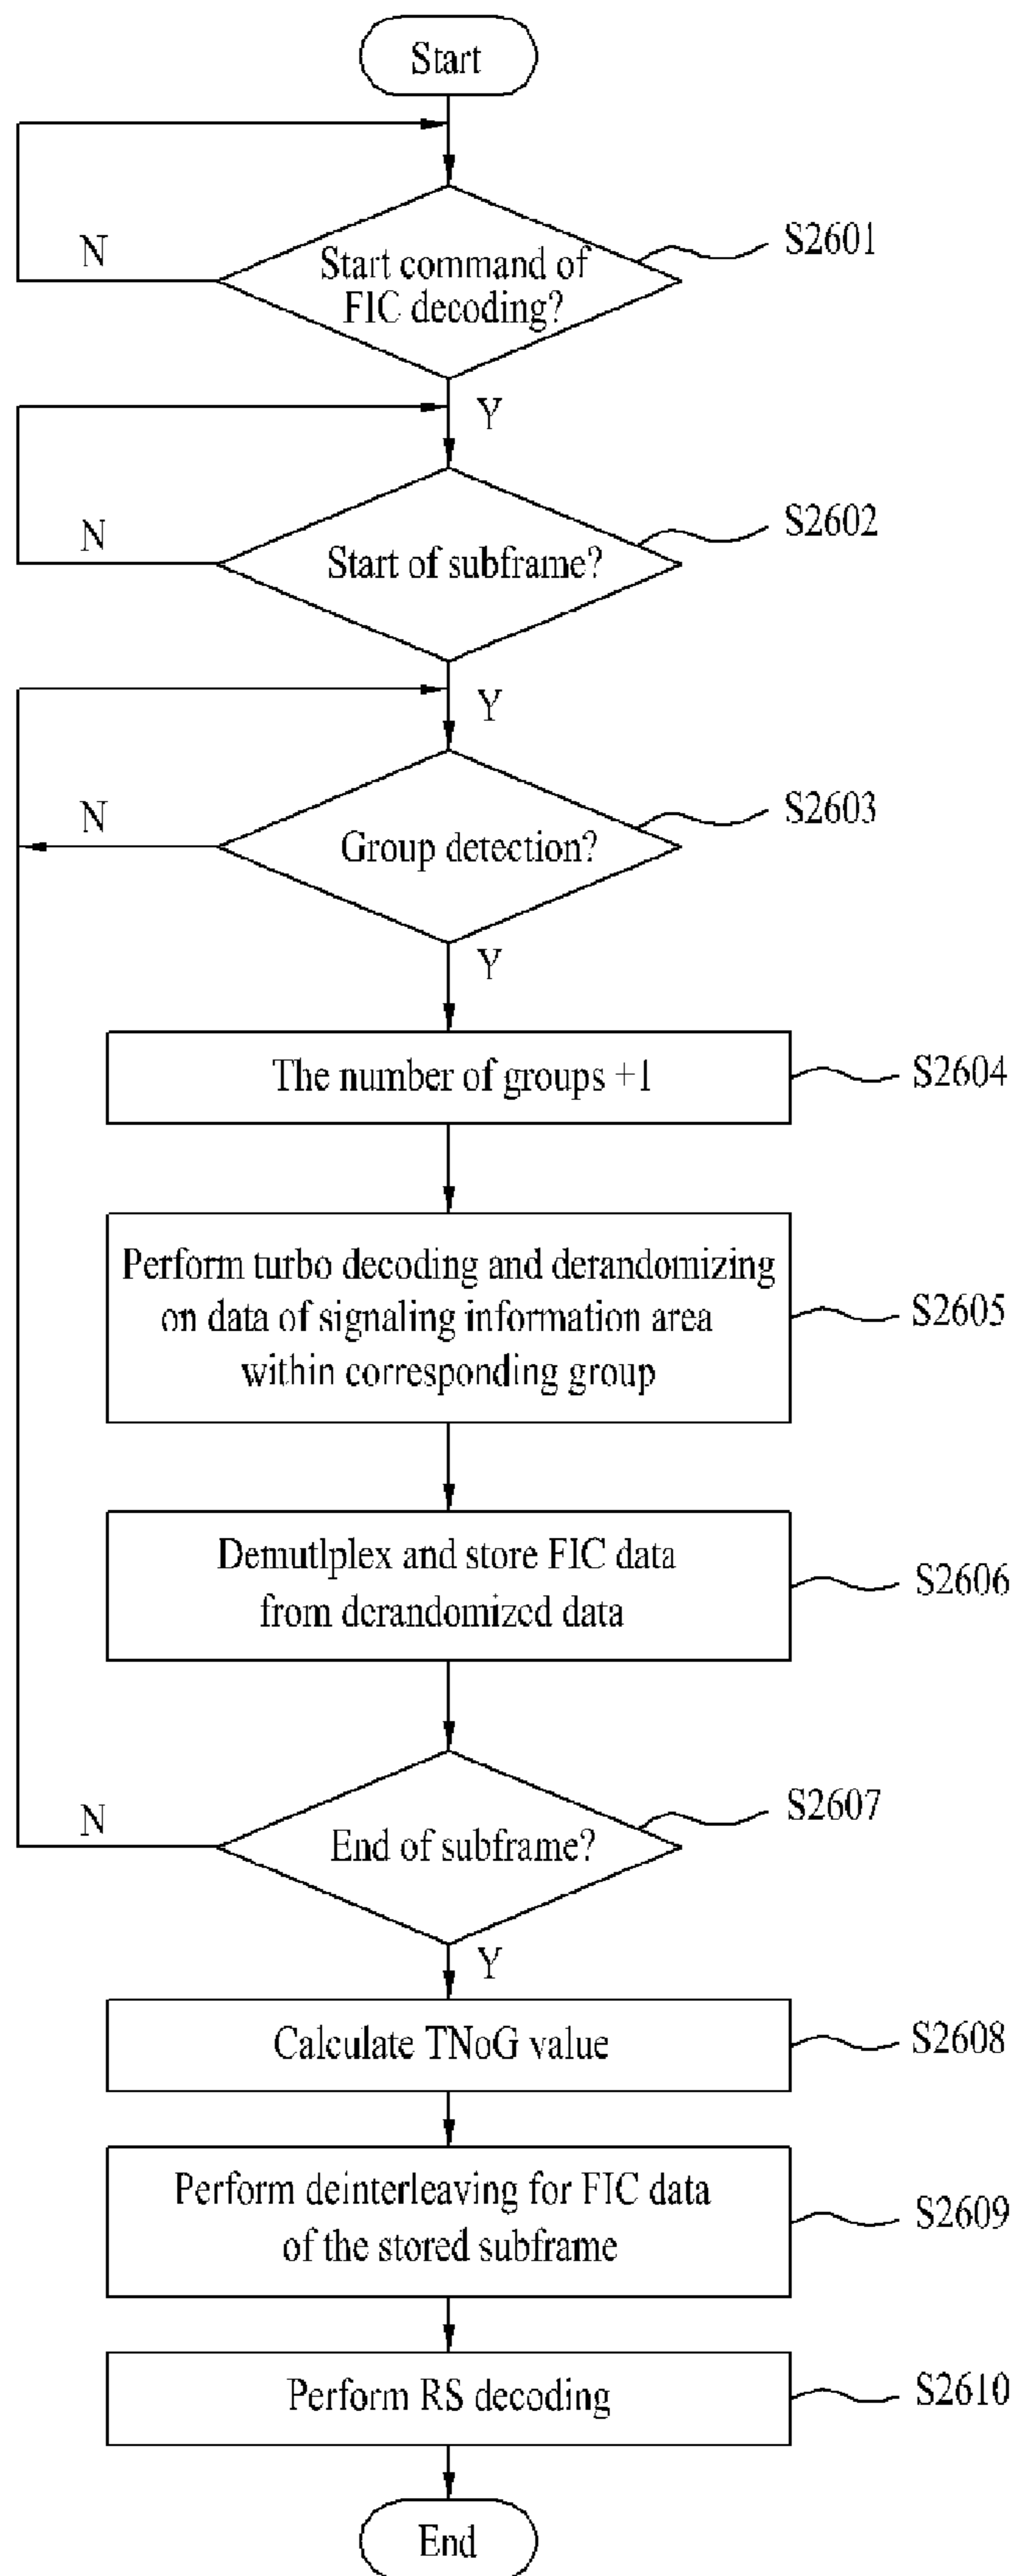 Start
N
Start command of
FIC decoding?
S2601
Y
N
Start of subframe?
S2602
Y
N
Group detection?
S2603
Y
The number of groups +1
S2604
Perform turbo decoding and derandomizing
on data of signaling information area
within corresponding group
S2605
Demutlplex and store FIC data
from derandomized data
S2606
N
End of subframe?
S2607
Y
Calculate TNoG value
S2608
Perform deinterleaving for FIC data
of the stored subframe
S2609
Perform RS decoding
S2610
End